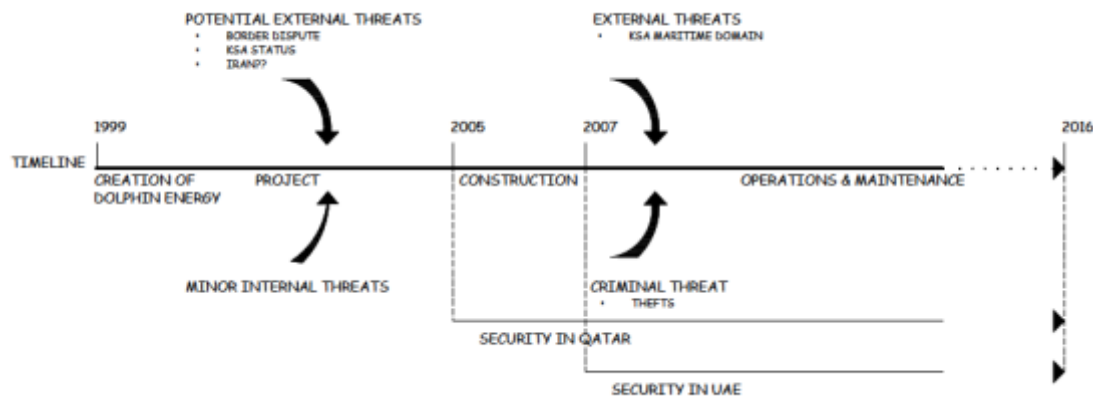 POTENTIAL EXTERNAL THREATS
• BORDER DISPUTE
• KSA STATUS
• IRAN??
EXTERNAL THREATS
• KSA MARITIME DOMAIN
1999
2005
2007
2016
TIMELINE
CREATION OF
DOLPHIN ENERGY
PROJECT
CONSTRUCTION
OPERATIONS & MAINTENANCE
MINOR INTERNAL THREATS
CRIMINAL THREAT
• THEFTS
SECURITY IN QATAR
SECURITY IN UAE